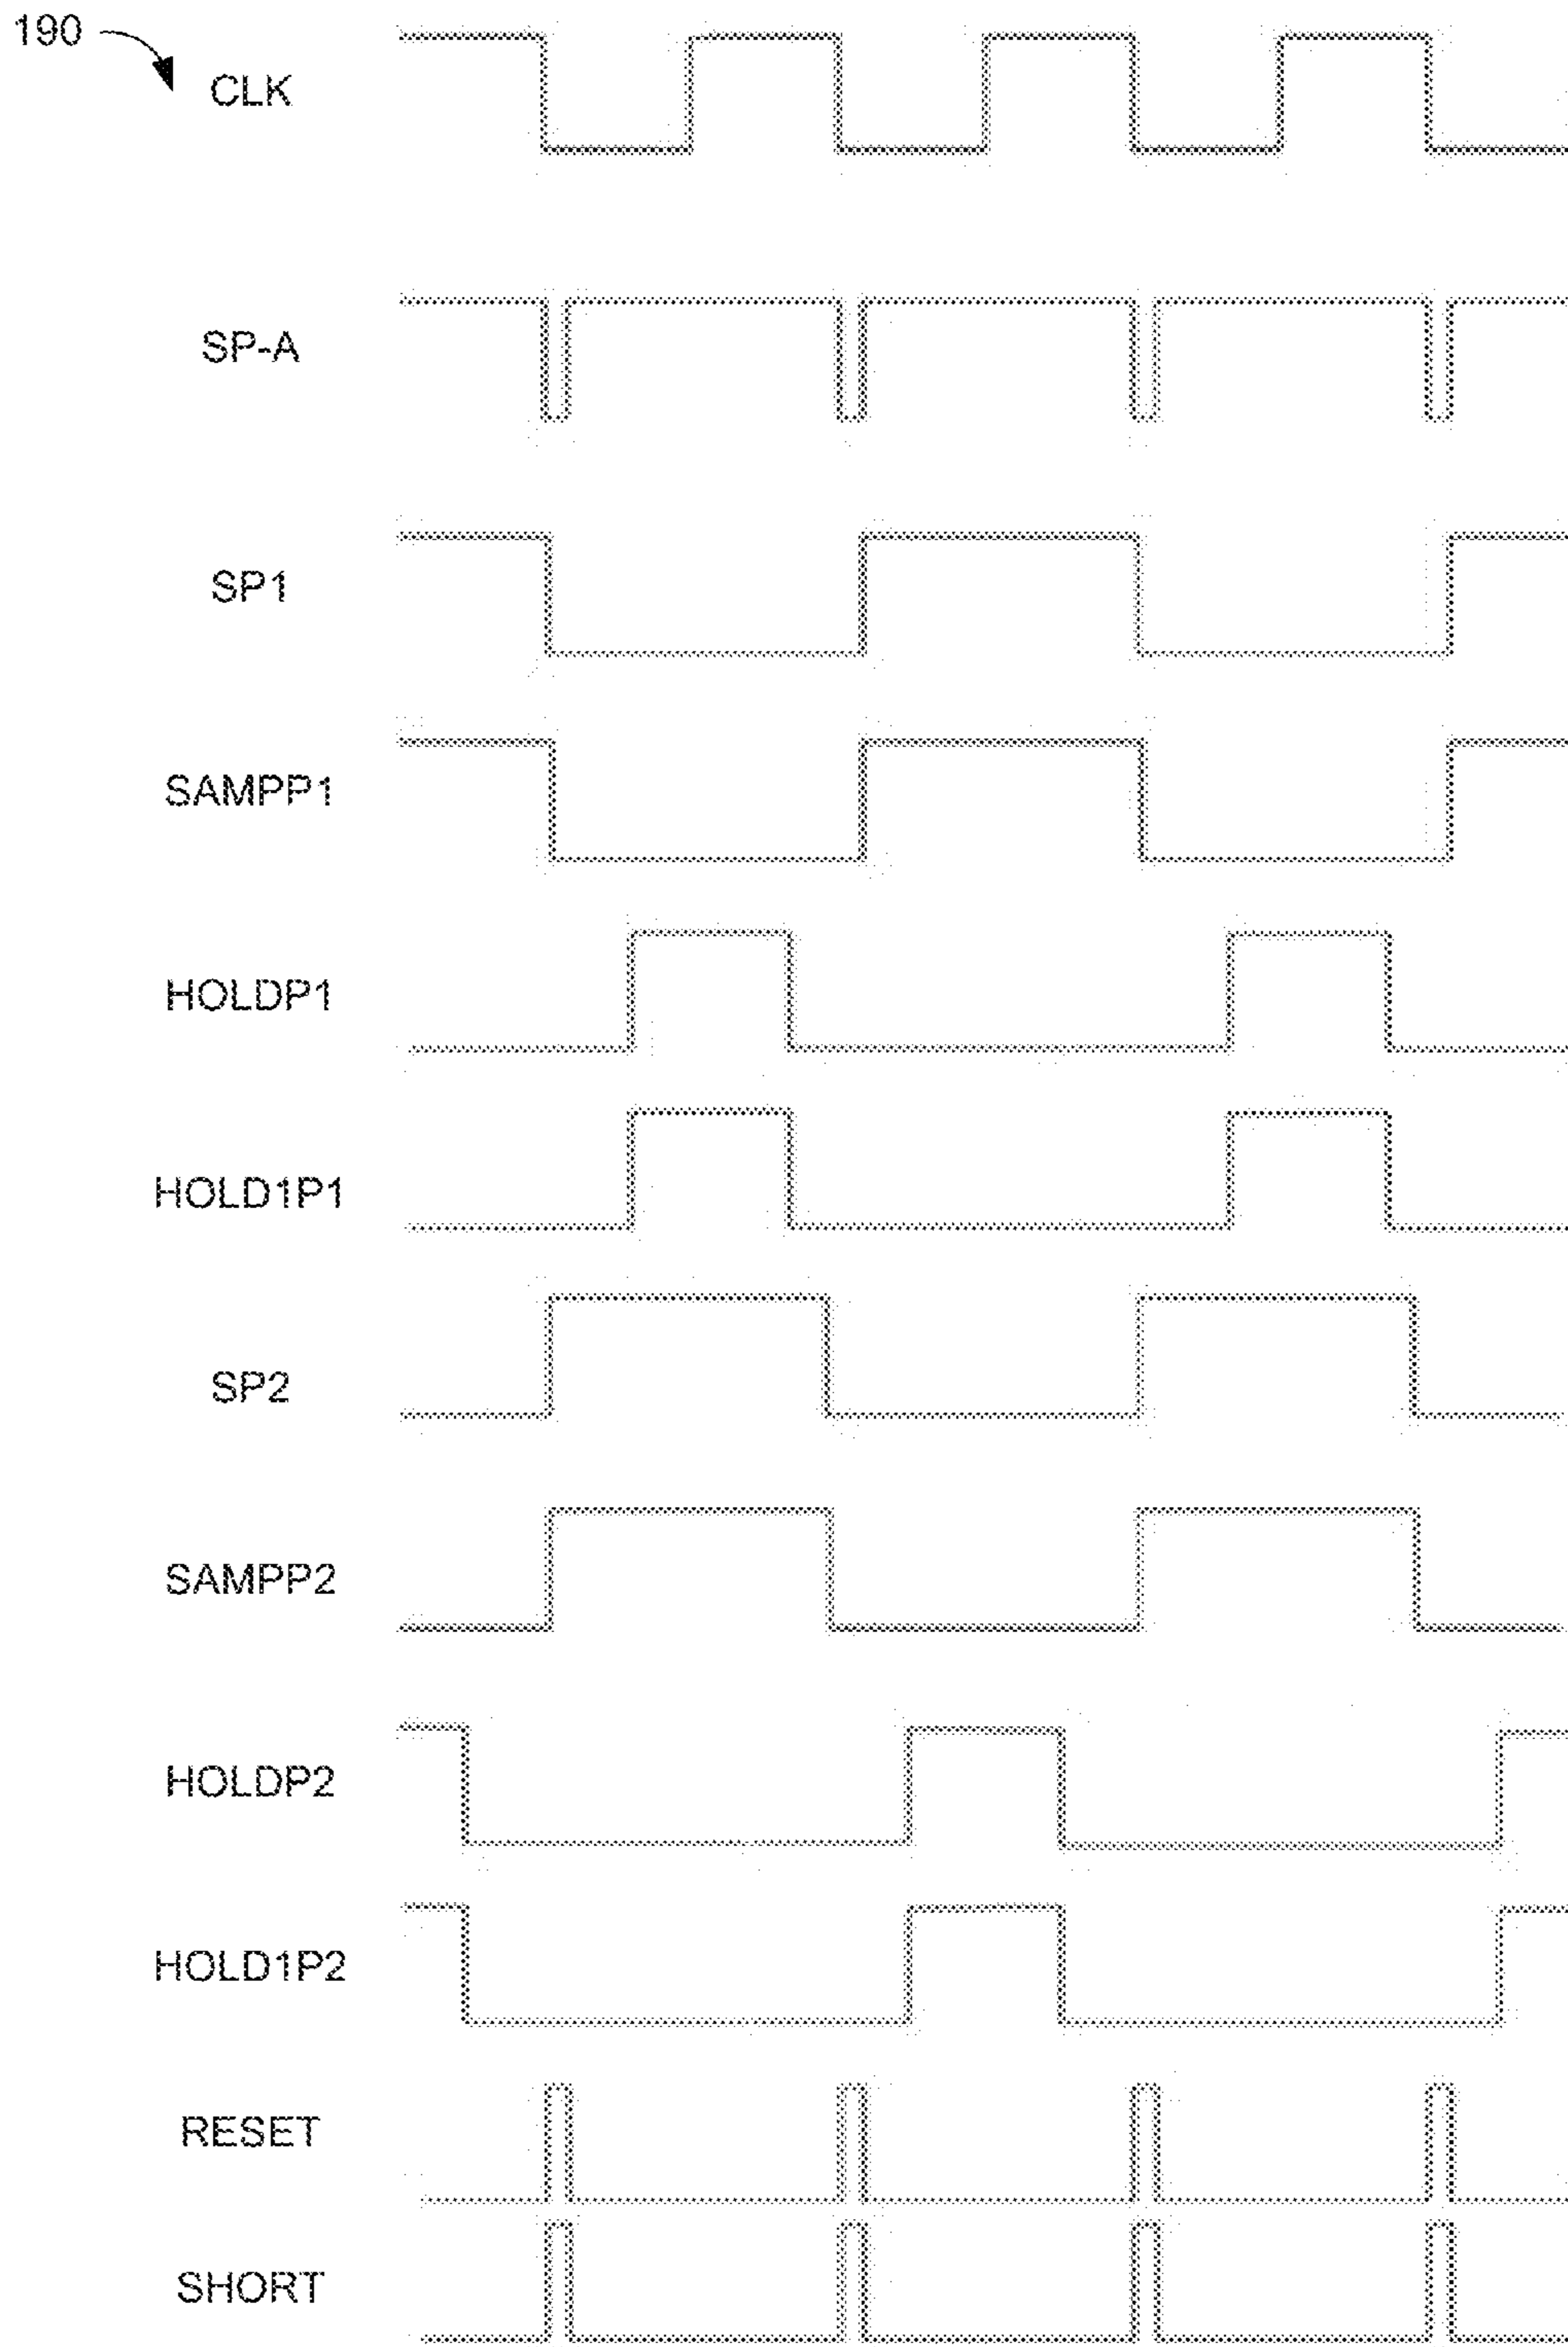 190
CLK
SP-A
SP1
SAMPP1
HOLDP1
HOLD1P1
SP2
SAMPP2
HOLDP2
HOLD1P2
RESET
SHORT